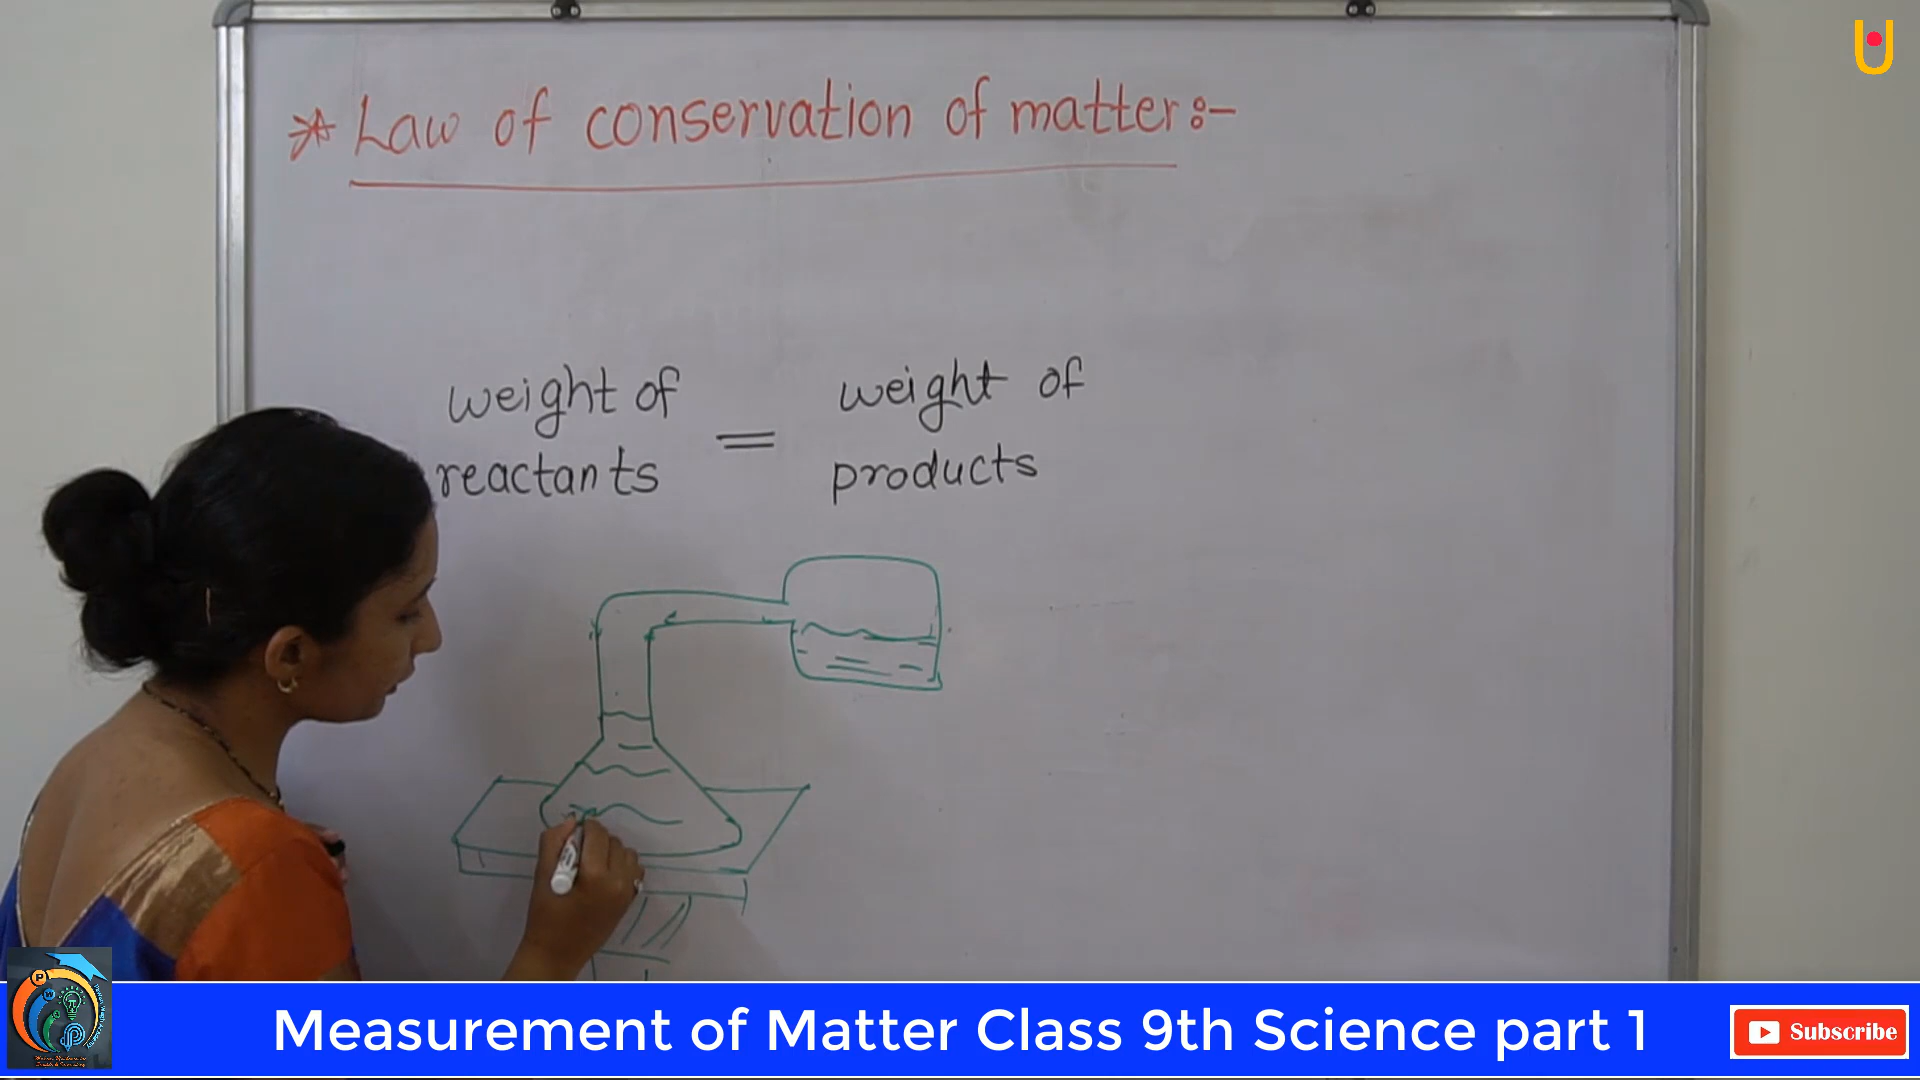 * Law of conservation of matter :-
weight of
reactants
=
weight of
products
Measurement of Matter Class 9th Science part 1
Subscribe